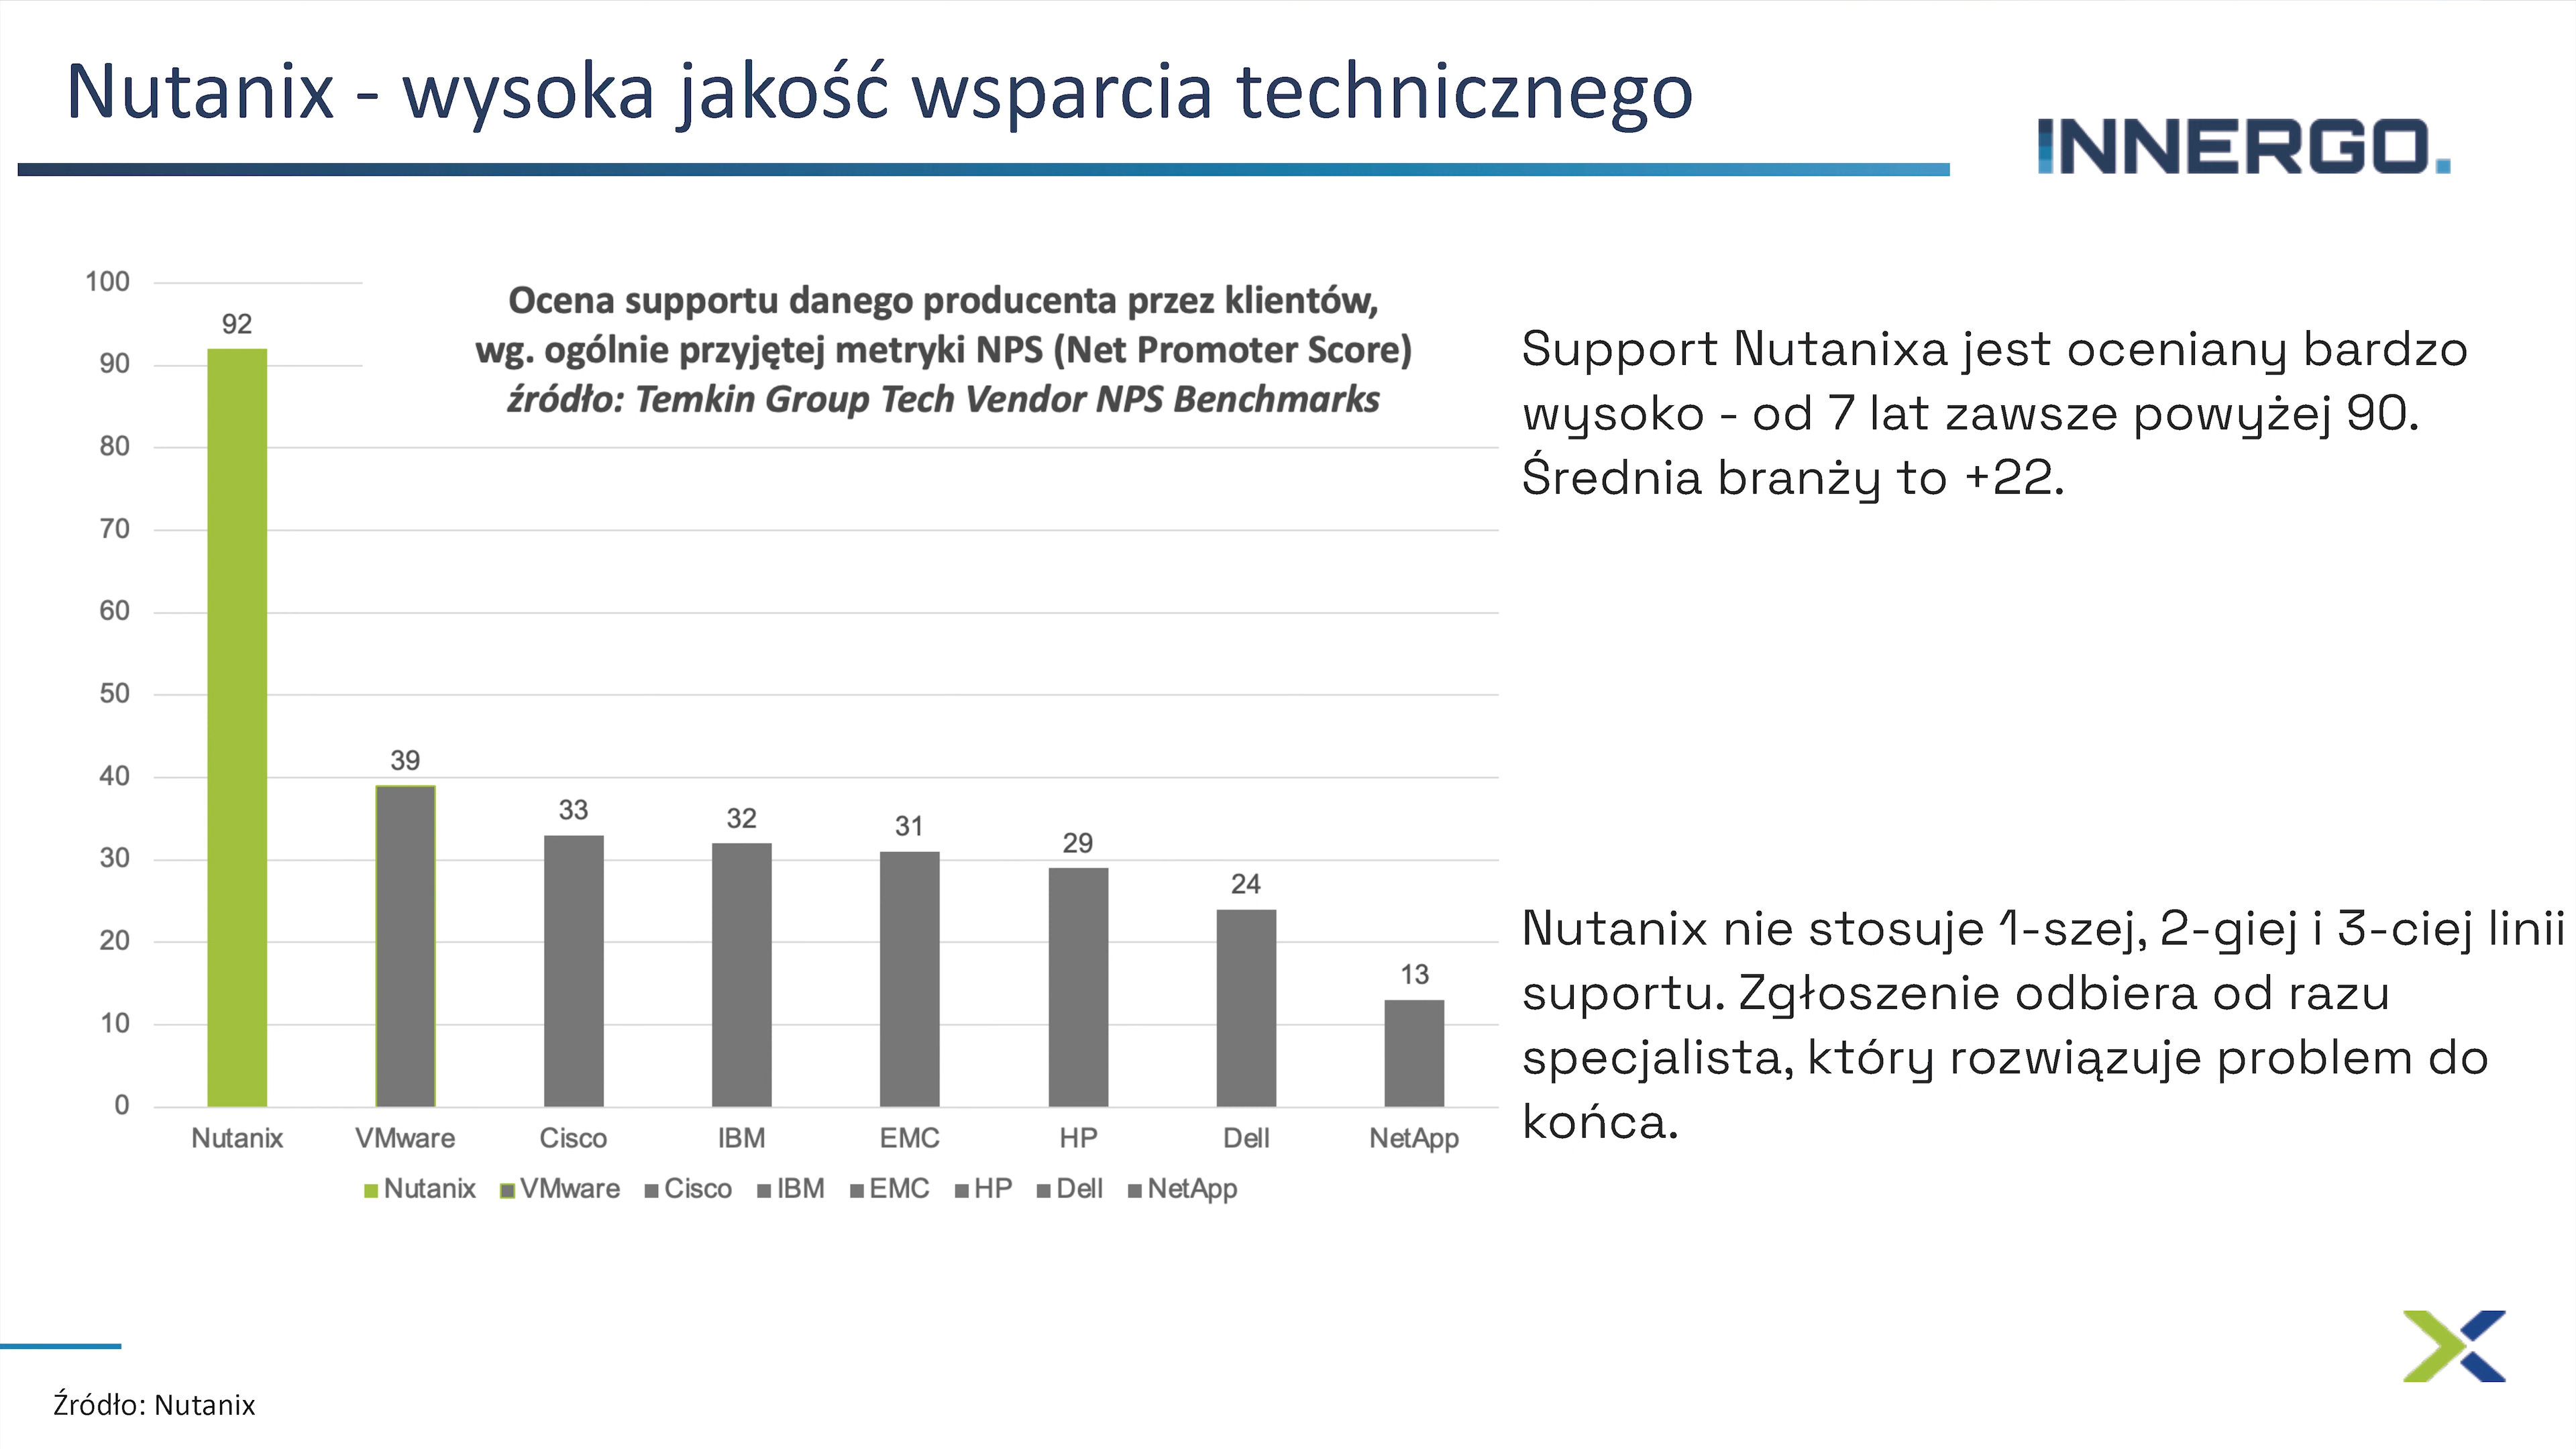 Nutanix - wysoka jakość wsparcia technicznego
INNERGO.
Ocena supportu danego producenta przez klientów,
wg. ogólnie przyjętej metryki NPS (Net Promoter Score)
źródło: Temkin Group Tech Vendor NPS Benchmarks
100
90
80
70
60
50
40
30
20
10
0
92
39
33
32
31
29
24
13
Nutanix VMware Cisco IBM EMC HP Dell NetApp
Nutanix VMware Cisco IBM EMC HP Dell NetApp
Support Nutanixa jest oceniany bardzo
wysoko - od 7 lat zawsze powyżej 90.
Średnia branży to +22.
Nutanix nie stosuje 1-szej, 2-giej i 3-ciej linii
suportu. Zgłoszenie odbiera od razu
specjalista, który rozwiązuje problem do
końca.
Źródło: Nutanix